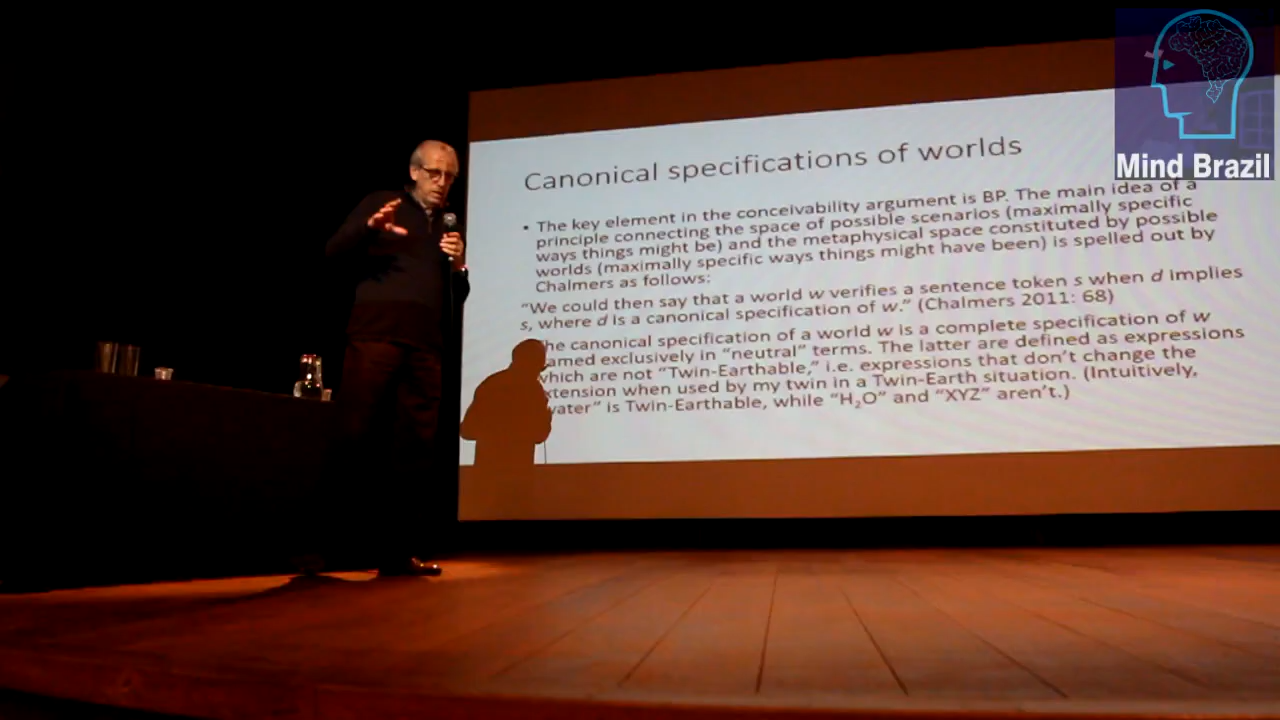 Mind Brazil
Canonical specifications of worlds
• The key element in the conceivability argument is BP. The main idea of a
principle connecting the space of possible scenarios (maximally specific
ways things might be) and the metaphysical space constituted by possible
worlds (maximally specific ways things might have been) is spelled out by
Chalmers as follows:
“We could then say that a world w verifies a sentence token s when d implies
s, where d is a canonical specification of w.” (Chalmers 2011: 68)
he canonical specification of a world w is a complete specification of w
amed exclusively in “neutral” terms. The latter are defined as expressions
which are not “Twin-Earthable,” i.e. expressions that don’t change the
xtension when used by my twin in a Twin-Earth situation. (Intuitively,
water” is Twin-Earthable, while “H₂O” and “XYZ” aren’t.)